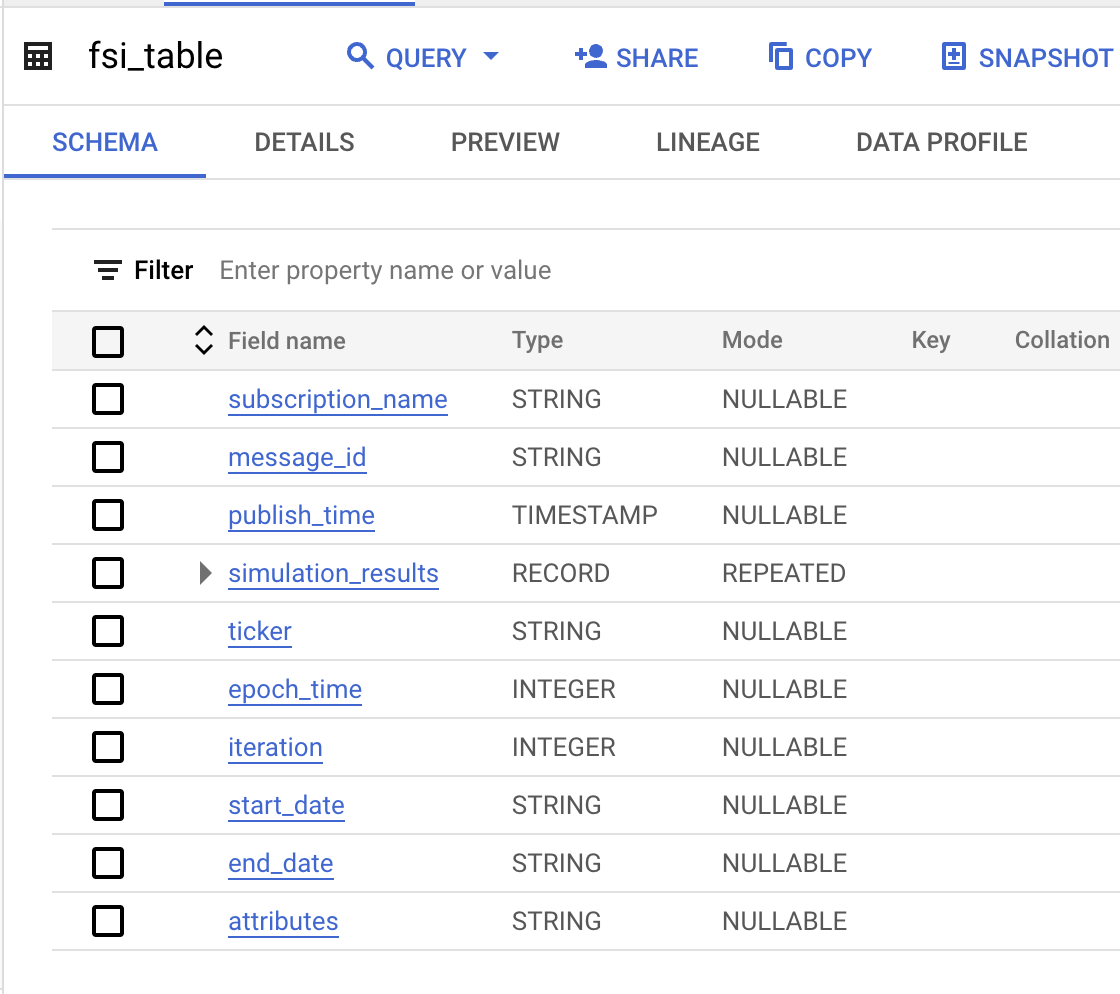 fsi_table QUERY SHARE COPY SNAPSHOT
SCHEMA DETAILS PREVIEW LINEAGE DATA PROFILE
Filter Enter property name or value
Field name Type Mode Key Collation
subscription_name STRING NULLABLE
message_id STRING NULLABLE
publish_time TIMESTAMP NULLABLE
simulation_results RECORD REPEATED
ticker STRING NULLABLE
epoch_time INTEGER NULLABLE
iteration INTEGER NULLABLE
start_date STRING NULLABLE
end_date STRING NULLABLE
attributes STRING NULLABLE